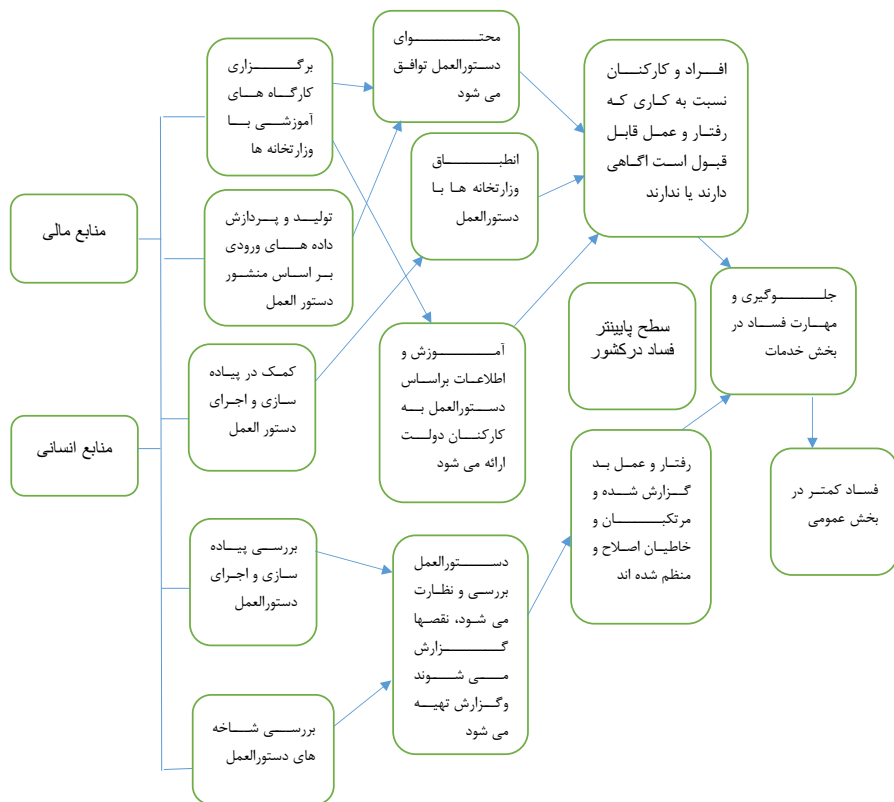 منابع مالی
منابع انسانی
برگزاری
کارگاه های
آموزشی با
وزارتخانه ها
تولید و پردازش
داده های ورودی
بر اساس منشور
دستور العمل
کمک در پیاده
سازی و اجرای
دستور العمل
بررسی پیاده
سازی و اجرای
دستورالعمل
بررسی شاخه
های دستورالعمل
محتوای
دستورالعمل توافق
می شود
انطباق
وزارتخانه ها با
دستورالعمل
آموزش و
اطلاعات براساس
دستورالعمل به
کارکنان دولت
ارائه می شود
دستورالعمل
بررسی و نظارت
می شود، نقصها
گزارش
می شوند
وگزارش تهیه
می شود
افراد و کارکنان
نسبت به کاری که
رفتار و عمل قابل
قبول است اگاهی
دارند یا ندارند
سطح پایینتر
فساد درکشور
رفتار و عمل بد
گزارش شده و
مرتکبان و
خاطیان اصلاح و
منظم شده اند
جلوگیری و
مهارت فساد در
بخش خدمات
فساد کمتر در
بخش عمومی